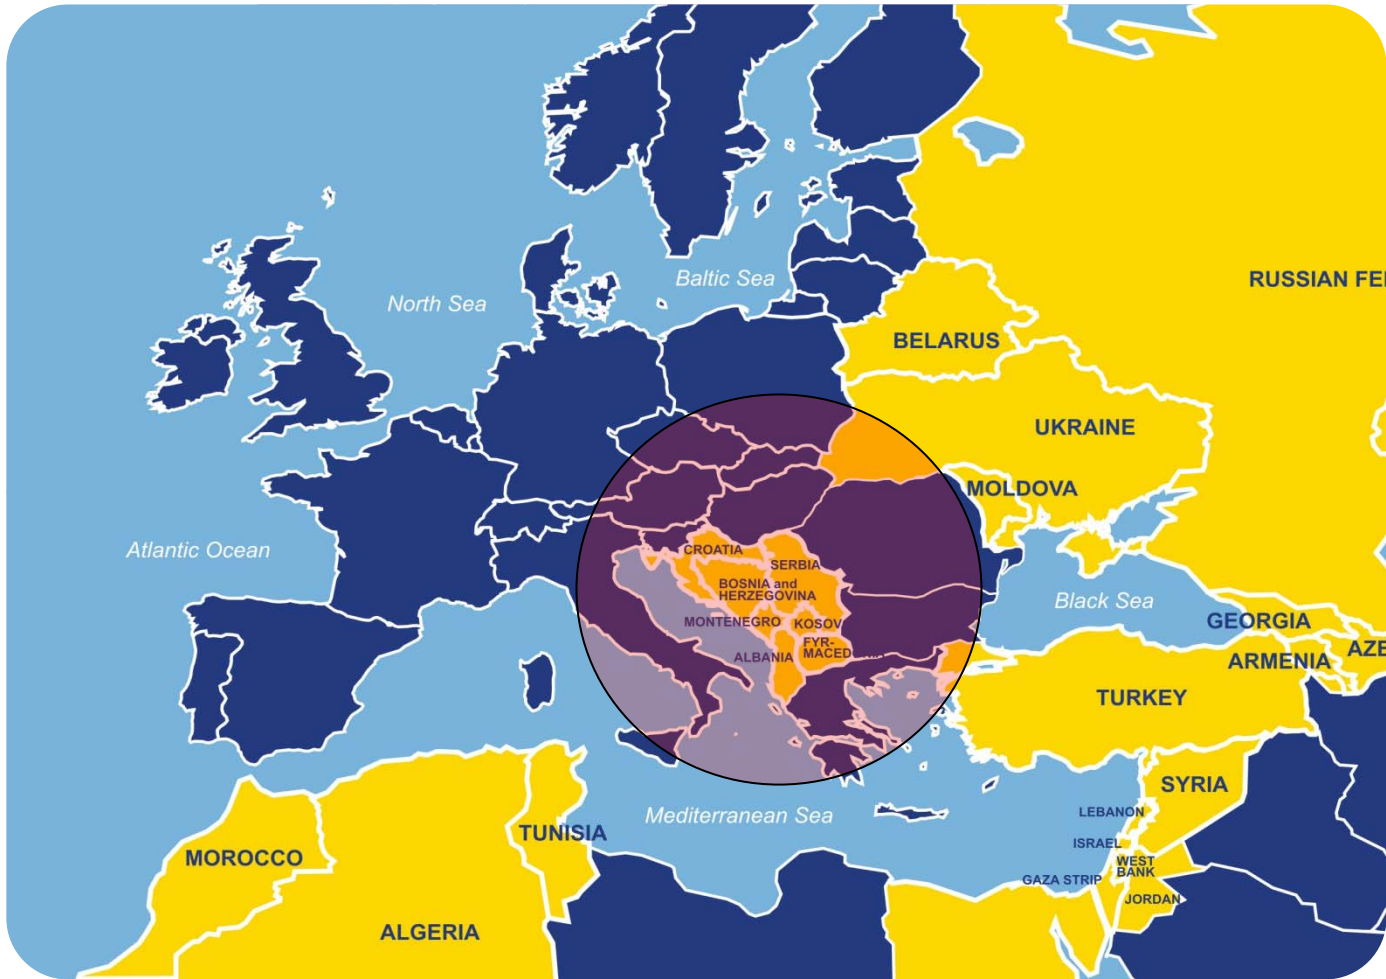 Baltic Sea
RUSSIAN FE
North Sea
BELARUS
UKRAINE
MOLDOVA
Atlantic Ocean
CROATIA
SERBIA
BOSNIA and
HERZEGOVINA
Black Sea
MONTENEGRO
KOSOV
GEORGIA
FYR-
MACEDONIA
ALBANIA
ARMENIA
AZE
TURKEY
SYRIA
LEBANON
Mediterranean Sea
TUNISIA
ISRAEL
MOROCCO
WEST
BANK
GAZA STRIP
JORDAN
ALGERIA